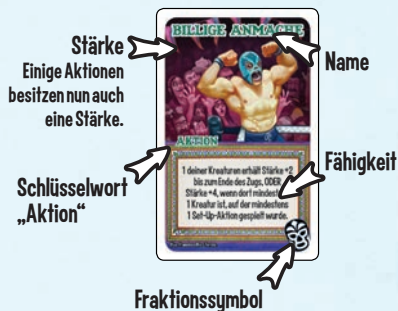 BILLIGE ANMACHE
Stärke
Einige Aktionen
besitzen nun auch
eine Stärke.
Name
AKTION
Schlüsselwort
„Aktion“
1 deiner Kreaturen erhält Stärke +2
bis zum Ende des Zugs, ODER
Stärke +4, wenn dort mindestens
1 Kreatur ist, auf der mindestens
1 Set-Up-Aktion gespielt wurde.
Fähigkeit
Fraktionssymbol